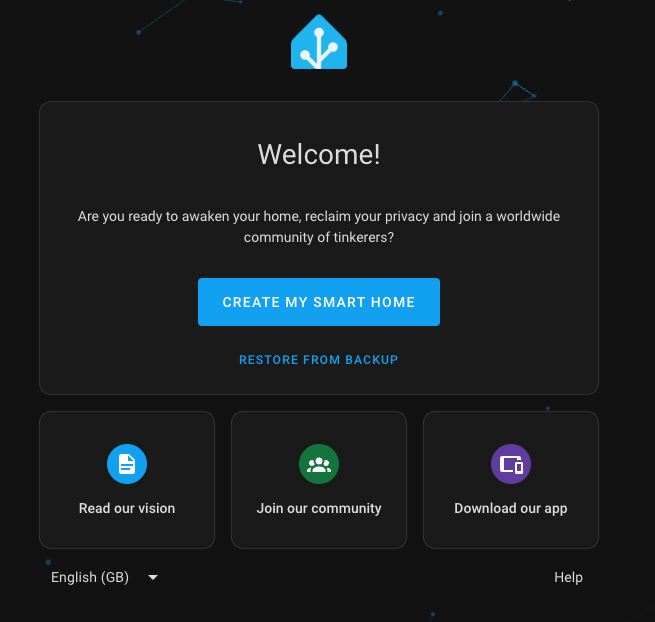 Welcome!
Are you ready to awaken your home, reclaim your privacy and join a worldwide
community of tinkerers?
CREATE MY SMART HOME
RESTORE FROM BACKUP
Read our vision
Join our community
Download our app
English (GB)
Help